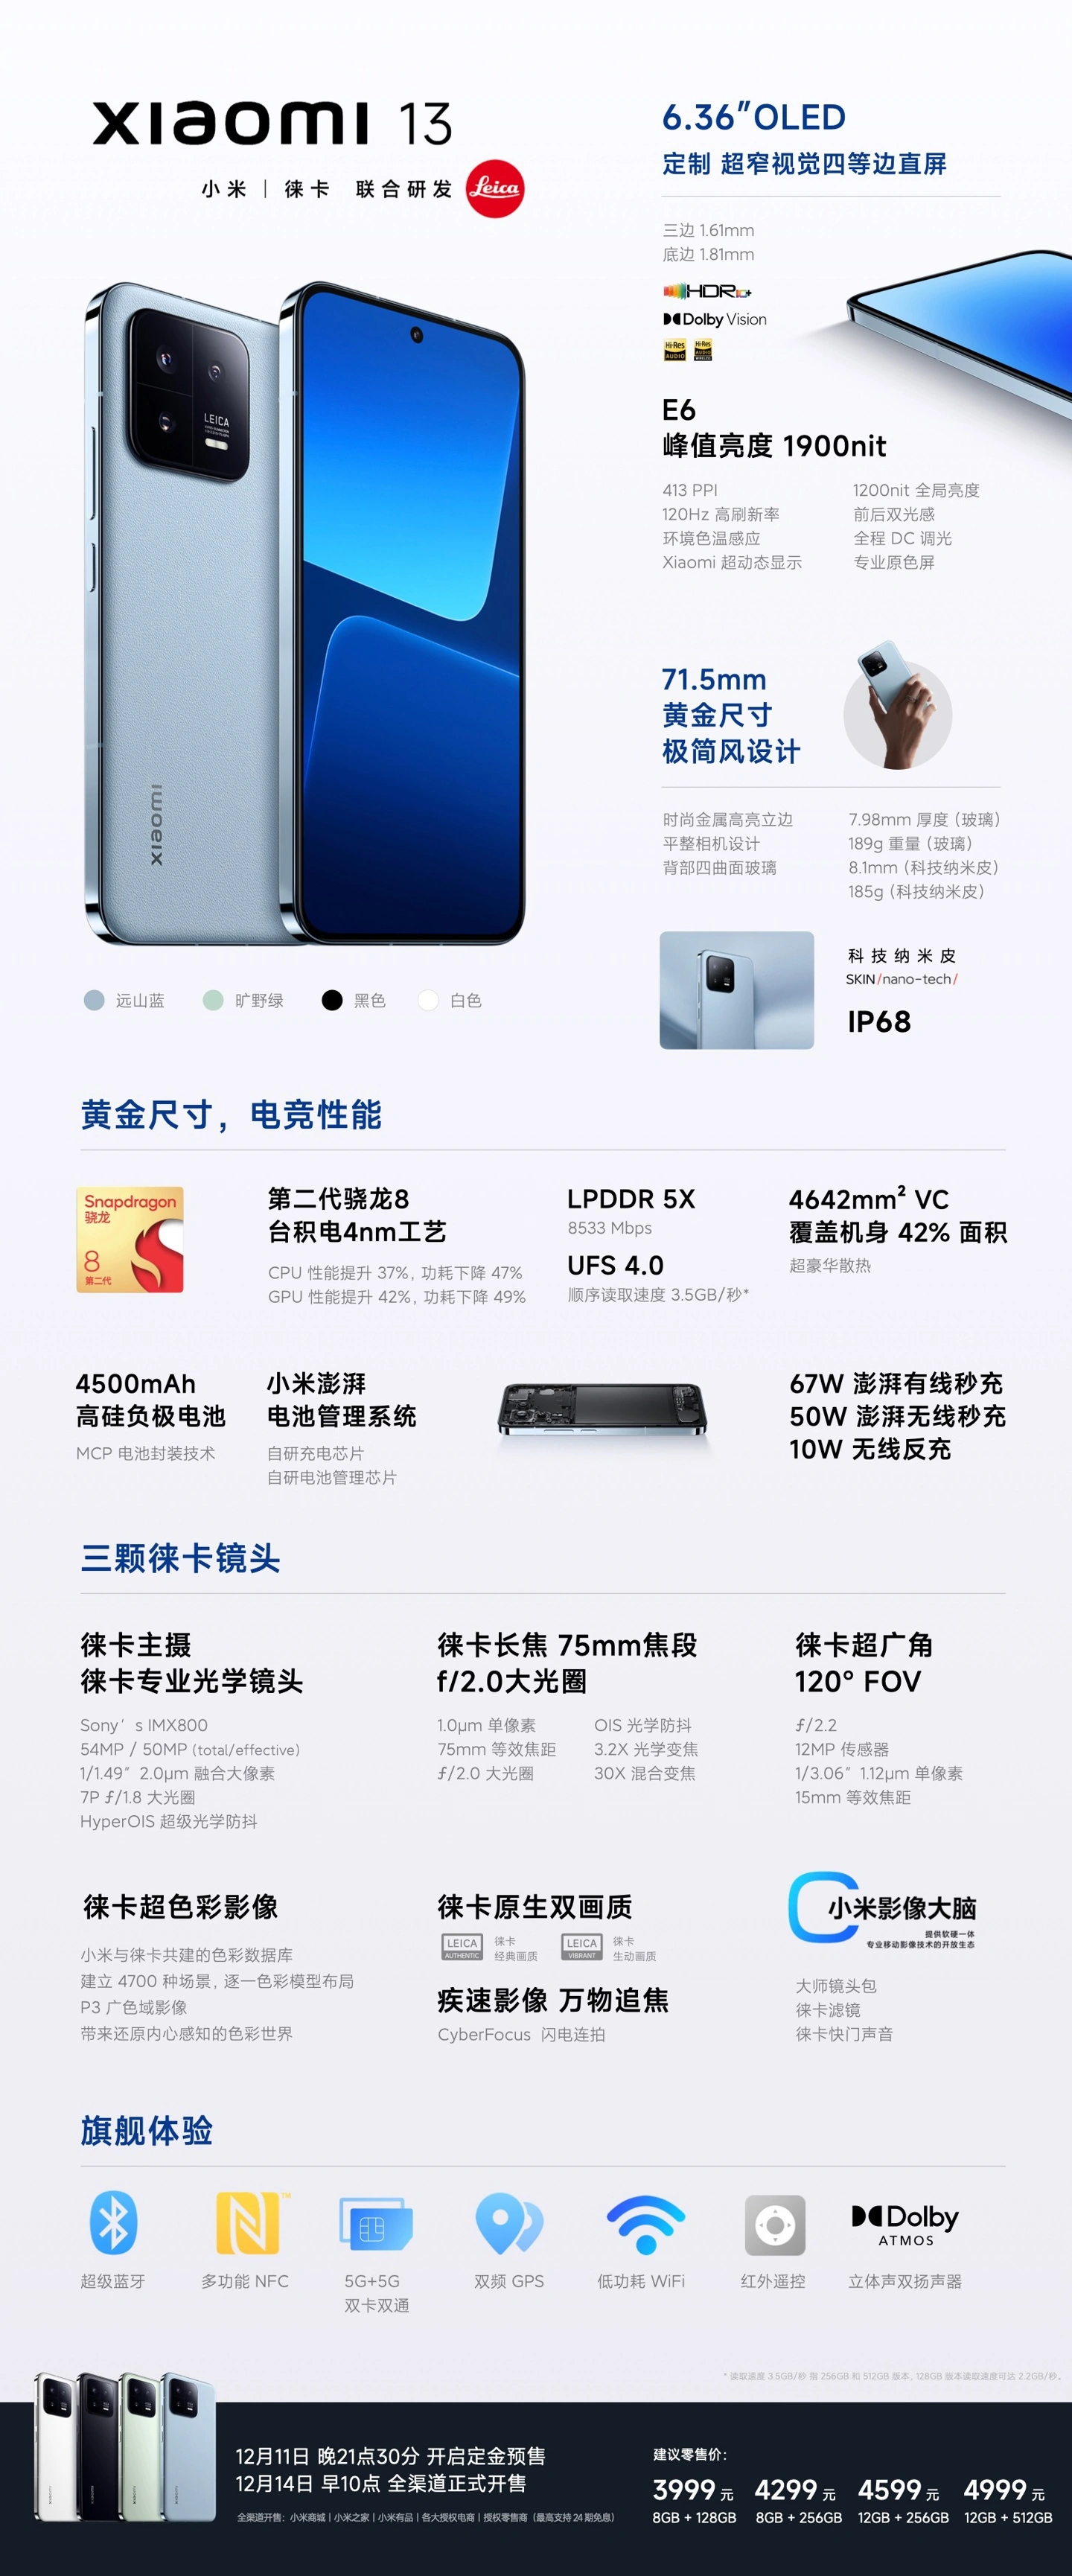 xiaomi 13
小米 | 徕卡 联合研发
Leica
LEICA
xiaomi
远山蓝
旷野绿
黑色
白色
6.36"OLED
定制 超窄视觉四等边直屏
三边 1.61mm
底边 1.81mm
HDR10+
Dolby Vision
Hi-Res AUDIO
Hi-Res AUDIO WIRELESS
E6
峰值亮度 1900nit
413 PPI
120Hz 高刷新率
环境色温感应
Xiaomi 超动态显示
1200nit 全局亮度
前后双光感
全程 DC 调光
专业原色屏
71.5mm
黄金尺寸
极简风设计
时尚金属高亮立边
平整相机设计
背部四曲面玻璃
7.98mm 厚度 (玻璃)
189g 重量 (玻璃)
8.1mm (科技纳米皮)
185g (科技纳米皮)
科技纳米皮
SKIN/nano-tech/
IP68
黄金尺寸，电竞性能
Snapdragon
骁龙
8
第二代
第二代骁龙8
台积电4nm工艺
CPU 性能提升 37%, 功耗下降 47%
GPU 性能提升 42%, 功耗下降 49%
LPDDR 5X
8533 Mbps
UFS 4.0
顺序读取速度 3.5GB/秒*
4642mm² VC
覆盖机身 42% 面积
超豪华散热
4500mAh
高硅负极电池
MCP 电池封装技术
小米澎湃
电池管理系统
自研充电芯片
自研电池管理芯片
67W 澎湃有线秒充
50W 澎湃无线秒充
10W 无线反充
三颗徕卡镜头
徕卡主摄
徕卡专业光学镜头
Sony's IMX800
54MP / 50MP (total/effective)
1/1.49" 2.0μm 融合大像素
7P ƒ/1.8 大光圈
HyperOIS 超级光学防抖
徕卡长焦 75mm焦段
f/2.0大光圈
1.0μm 单像素
75mm 等效焦距
ƒ/2.0 大光圈
OIS 光学防抖
3.2X 光学变焦
30X 混合变焦
徕卡超广角
120° FOV
ƒ/2.2
12MP 传感器
1/3.06" 1.12μm 单像素
15mm 等效焦距
徕卡超色彩影像
小米与徕卡共建的色彩数据库
建立 4700 种场景, 逐一色彩模型布局
P3 广色域影像
带来还原内心感知的色彩世界
徕卡原生双画质
LEICA
AUTHENTIC
徕卡
经典画质
LEICA
VIBRANT
徕卡
生动画质
疾速影像 万物追焦
CyberFocus 闪电连拍
小米影像大脑
提供软硬一体
专业移动影像技术的开放生态
大师镜头包
徕卡滤镜
徕卡快门声音
旗舰体验
超级蓝牙
TM
多功能 NFC
5G+5G
双卡双通
双频 GPS
低功耗 WiFi
红外遥控
Dolby
ATMOS
立体声双扬声器
* 读取速度 3.5GB/秒 指 256GB 和 512GB 版本, 128GB 版本读取速度可达 2.2GB/秒。
12月11日 晚21点30分 开启定金预售
12月14日 早10点 全渠道正式开售
全渠道开售: 小米商城 | 小米之家 | 小米有品 | 各大授权电商 | 授权零售商 (最高支持 24 期免息)
建议零售价:
3999 元 4299 元 4599 元 4999 元
8GB + 128GB 8GB + 256GB 12GB + 256GB 12GB + 512GB